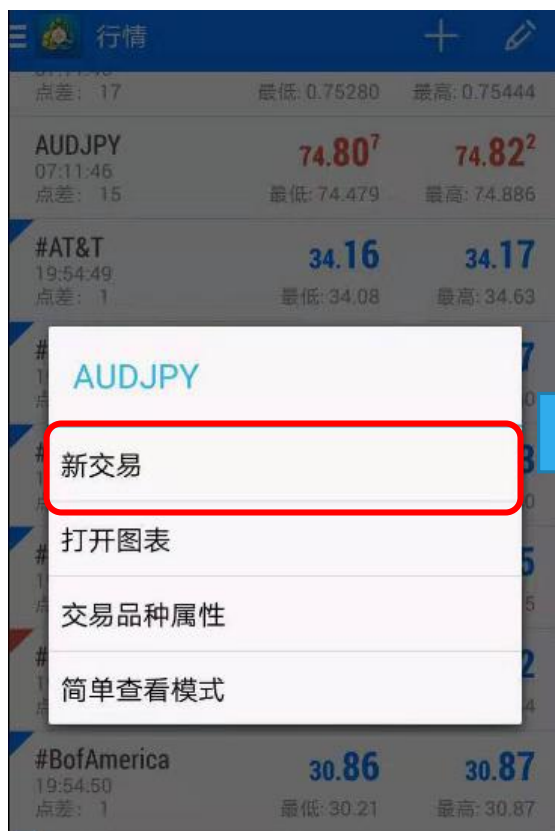 行情
点差: 17 最低: 0.75280 最高: 0.75444
AUDJPY 74.80⁷ 74.82²
07:11:46
点差: 15 最低: 74.479 最高: 74.886
#AT&T 34.16 34.17
19:54:49
点差: 1 最低: 34.08 最高: 34.63
AUDJPY
新交易
打开图表
交易品种属性
简单查看模式
#BofAmerica 30.86 30.87
19:54:50
点差: 1 最低: 30.21 最高: 30.87